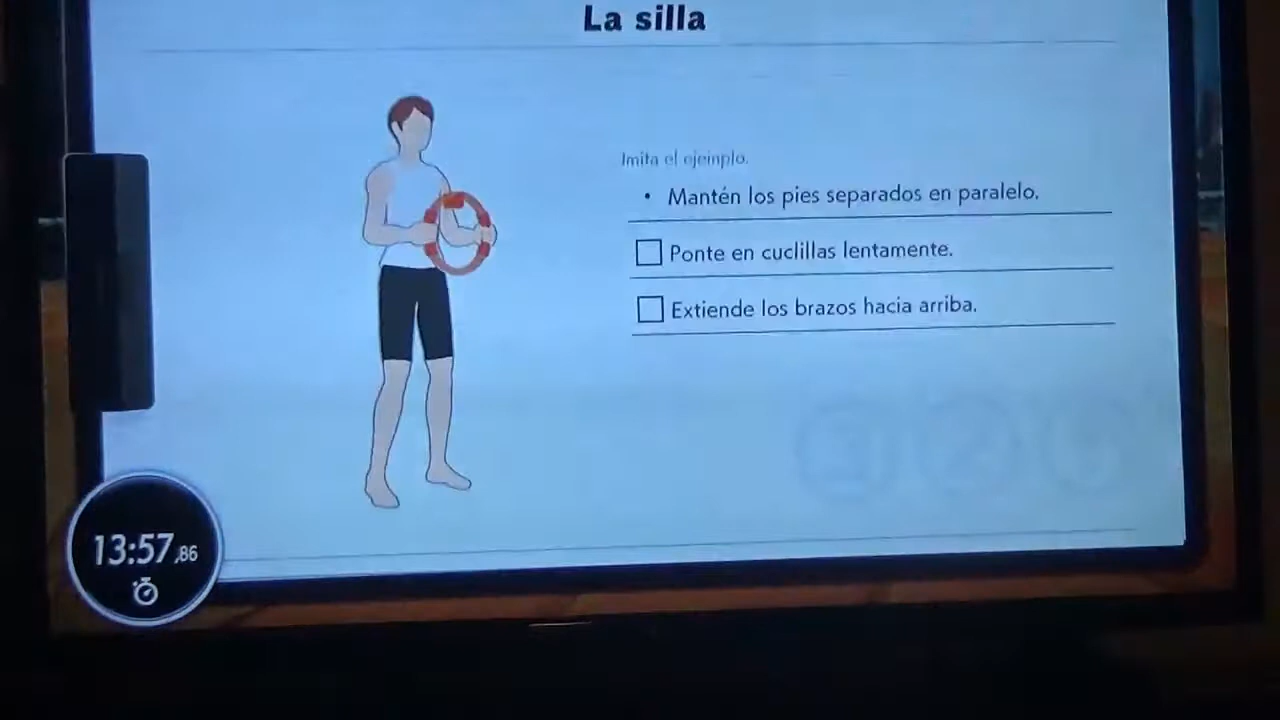 La silla
Imita el ejemplo.
• Mantén los pies separados en paralelo.
Ponte en cuclillas lentamente.
Extiende los brazos hacia arriba.
13:57,86